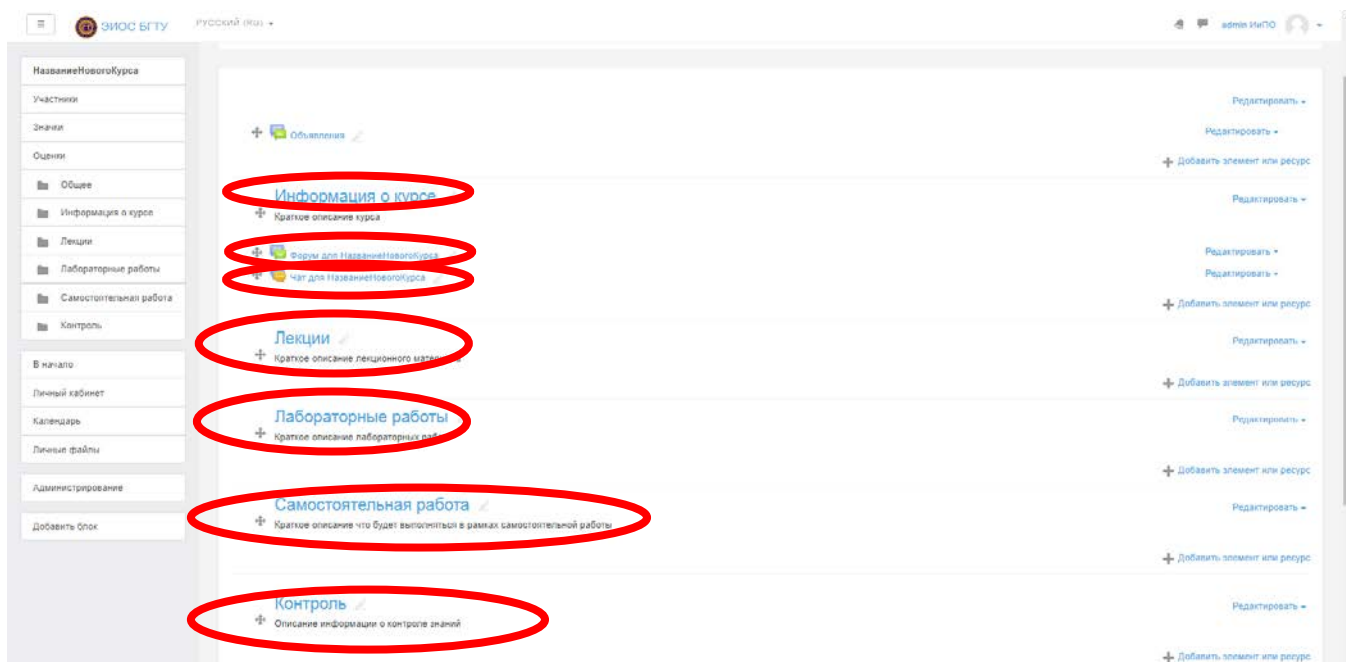 ЭИОС БГТУ
РУССКИЙ (RU)
admin ИиПО
НазваниеНовогоКурса
Участники
Значки
Оценки
Общее
Информация о курсе
Лекции
Лабораторные работы
Самостоятельная работа
Контроль
В начало
Личный кабинет
Календарь
Личные файлы
Администрирование
Добавить блок
Редактировать
Объявления
Редактировать
Добавить элемент или ресурс
Информация о курсе
Редактировать
Краткое описание курса
Форум для НазваниеНовогоКурса
Редактировать
Чат для НазваниеНовогоКурса
Редактировать
Добавить элемент или ресурс
Лекции
Редактировать
Краткое описание лекционного материала
Добавить элемент или ресурс
Лабораторные работы
Редактировать
Краткое описание лабораторных работ
Добавить элемент или ресурс
Самостоятельная работа
Редактировать
Краткое описание что будет выполняться в рамках самостоятельной работы
Добавить элемент или ресурс
Контроль
Редактировать
Описание информации о контроле знаний
Добавить элемент или ресурс